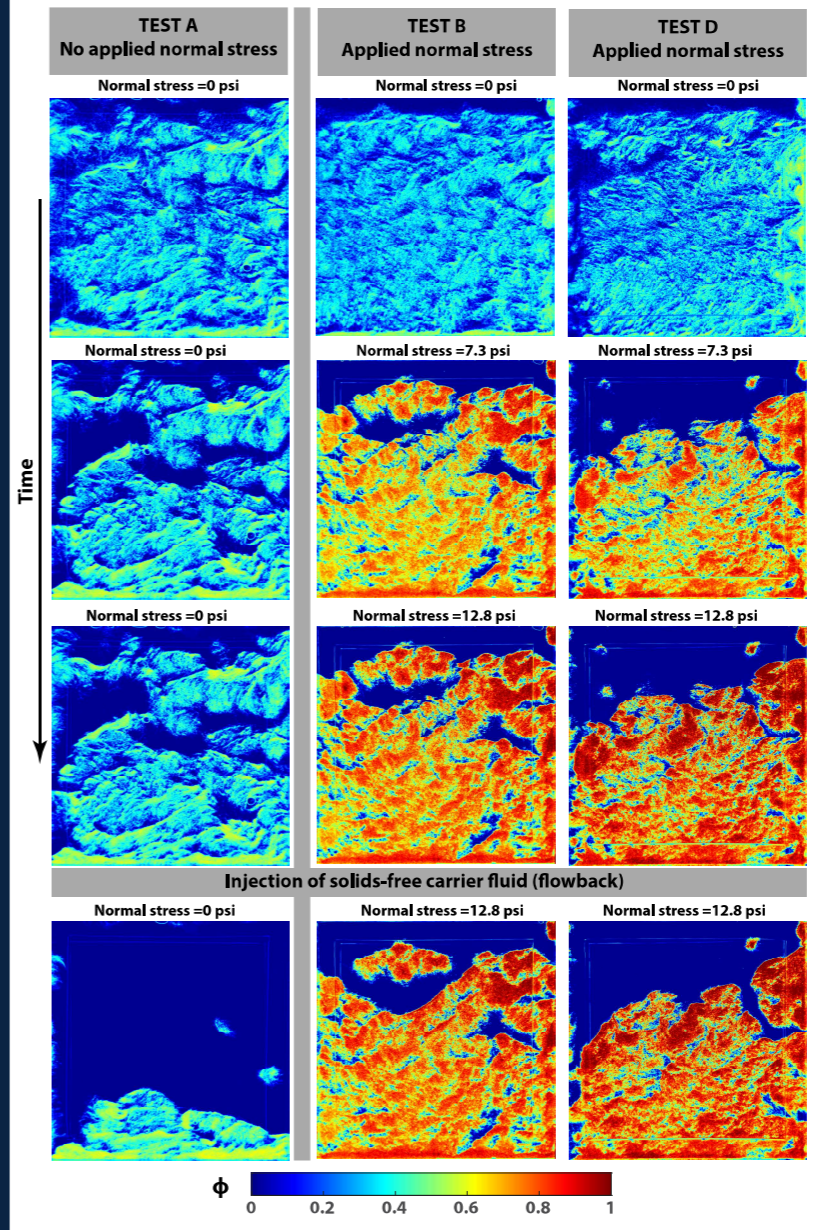 TEST A
No applied normal stress
TEST B
Applied normal stress
TEST D
Applied normal stress
Normal stress =0 psi
Normal stress =0 psi
Normal stress =0 psi
Time
Normal stress =0 psi
Normal stress =7.3 psi
Normal stress =7.3 psi
Normal stress =0 psi
Normal stress =12.8 psi
Normal stress =12.8 psi
Injection of solids-free carrier fluid (flowback)
Normal stress =0 psi
Normal stress =12.8 psi
Normal stress =12.8 psi
ϕ
0 0.2 0.4 0.6 0.8 1